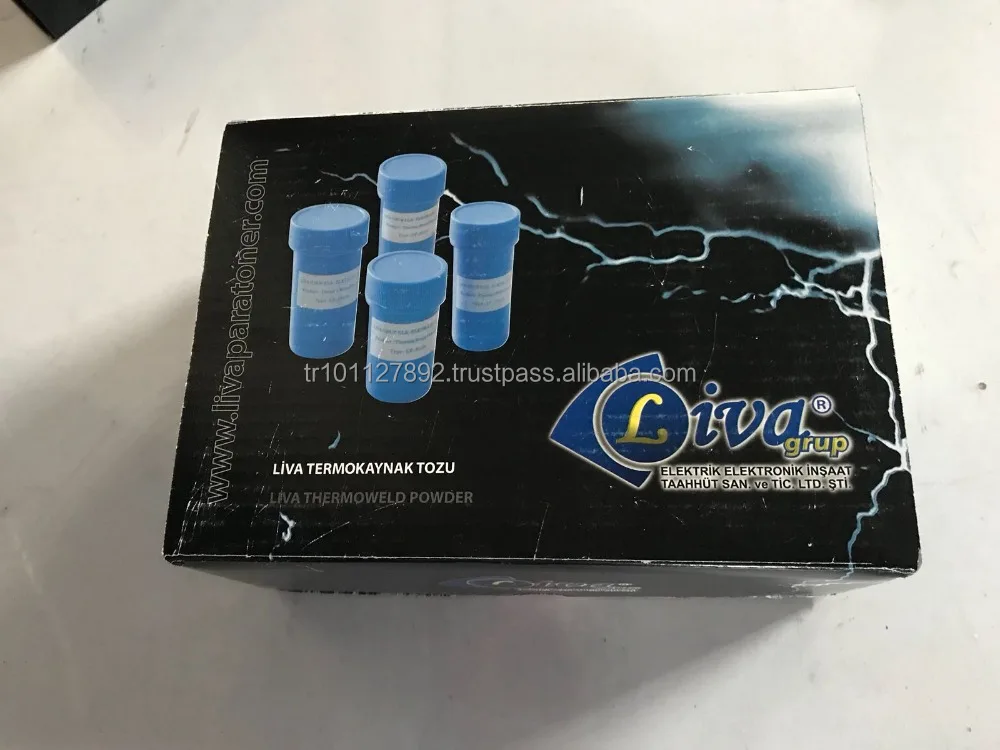 www.livaparatoner.com
tr101127892.trustpass.alibaba.com
Liva®
grup
ELEKTRİK ELEKTRONİK İNŞAAT
TAAHHÜT SAN. ve TİC. LTD. ŞTİ.
LİVA TERMOKAYNAK TOZU
LIVA THERMOWELD POWDER